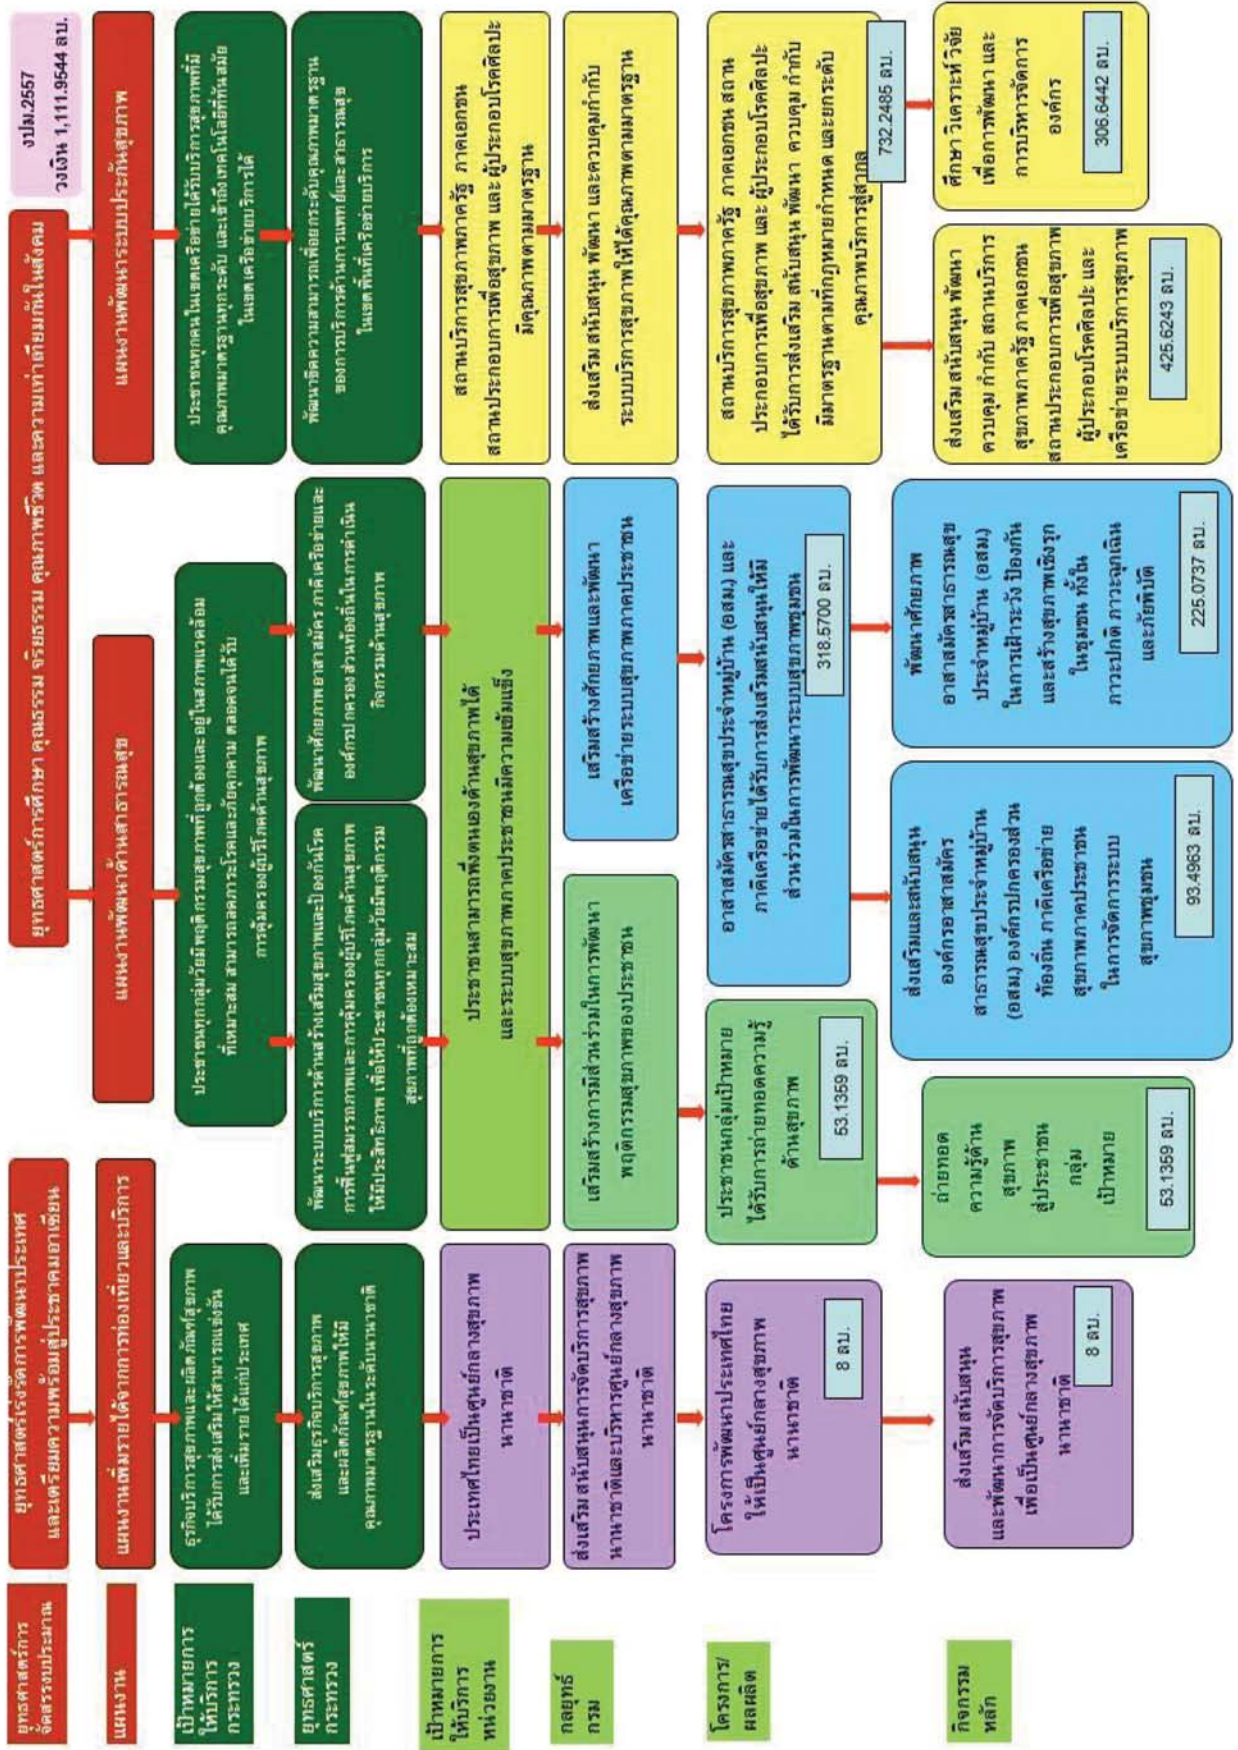 งปม.2557
วงเงิน 1,111.9544 ลบ.
ยุทธศาสตร์การ
จัดสรรงบประมาณ
ยุทธศาสตร์เร่งรัดการพัฒนาประเทศ
และเตรียมความพร้อมสู่ประชาคมอาเซียน
ยุทธศาสตร์การศึกษา คุณธรรม จริยธรรม คุณภาพชีวิต และความเท่าเทียมกันในสังคม
แผนงาน
แผนงานเพิ่มรายได้จากการท่องเที่ยวและบริการ
แผนงานพัฒนาด้านสาธารณสุข
แผนงานพัฒนาระบบประกันสุขภาพ
เป้าหมายการ
ให้บริการ
กระทรวง
ธุรกิจบริการสุขภาพและผลิตภัณฑ์สุขภาพ
ได้รับการส่งเสริมให้สามารถแข่งขัน
และเพิ่มรายได้แก่ประเทศ
ประชาชนทุกกลุ่มวัยมีพฤติกรรมสุขภาพที่ถูกต้องและอยู่ในสภาพแวดล้อม
ที่เหมาะสม สามารถลดภาระโรคและภัยคุกคาม ตลอดจนได้รับ
การคุ้มครองผู้บริโภคด้านสุขภาพ
ประชาชนทุกคนในเขตเครือข่ายได้รับบริการสุขภาพที่มี
คุณภาพมาตรฐานทุกระดับ และเข้าถึงเทคโนโลยีที่ทันสมัย
ในเขตเครือข่ายบริการได้
ยุทธศาสตร์
กระทรวง
ส่งเสริมธุรกิจบริการสุขภาพ
และผลิตภัณฑ์สุขภาพให้มี
คุณภาพมาตรฐานในระดับนานาชาติ
พัฒนาระบบบริการด้านสร้างเสริมสุขภาพและป้องกันโรค
การฟื้นฟูสมรรถภาพและการคุ้มครองผู้บริโภคด้านสุขภาพ
ให้มีประสิทธิภาพ เพื่อให้ประชาชนทุกกลุ่มวัยมีพฤติกรรม
สุขภาพที่ถูกต้องเหมาะสม
พัฒนาศักยภาพอาสาสมัคร ภาคีเครือข่ายและ
องค์กรปกครองส่วนท้องถิ่นในการดำเนิน
กิจกรรมด้านสุขภาพ
พัฒนาขีดความสามารถเพื่อยกระดับคุณภาพมาตรฐาน
ของการบริการด้านการแพทย์และสาธารณสุข
ในเขตพื้นที่เครือข่ายบริการ
เป้าหมายการ
ให้บริการ
หน่วยงาน
ประเทศไทยเป็นศูนย์กลางสุขภาพ
นานาชาติ
ประชาชนสามารถพึ่งตนเองด้านสุขภาพได้
และระบบสุขภาพภาคประชาชนมีความเข้มแข็ง
สถานบริการสุขภาพภาครัฐ ภาคเอกชน
สถานประกอบการเพื่อสุขภาพ และ ผู้ประกอบโรคศิลปะ
มีคุณภาพตามมาตรฐาน
กลยุทธ์
กรม
ส่งเสริม สนับสนุนการจัดบริการสุขภาพ
นานาชาติและบริหารศูนย์กลางสุขภาพ
นานาชาติ
เสริมสร้างการมีส่วนร่วมในการพัฒนา
พฤติกรรมสุขภาพของประชาชน
เสริมสร้างศักยภาพและพัฒนา
เครือข่ายระบบสุขภาพภาคประชาชน
ส่งเสริม สนับสนุน พัฒนา และควบคุมกำกับ
ระบบบริการสุขภาพให้ได้คุณภาพตามมาตรฐาน
โครงการ/
ผลผลิต
โครงการพัฒนาประเทศไทย
ให้เป็นศูนย์กลางสุขภาพ
นานาชาติ
8 ลบ.
ประชาชนกลุ่มเป้าหมาย
ได้รับการถ่ายทอดความรู้
ด้านสุขภาพ
53.1359 ลบ.
อาสาสมัครสาธารณสุขประจำหมู่บ้าน (อสม.) และ
ภาคีเครือข่ายได้รับการส่งเสริมสนับสนุนให้มี
ส่วนร่วมในการพัฒนาระบบสุขภาพชุมชน
318.5700 ลบ.
สถานบริการสุขภาพภาครัฐ ภาคเอกชน สถาน
ประกอบการเพื่อสุขภาพ และ ผู้ประกอบโรคศิลปะ
ได้รับการส่งเสริม สนับสนุน พัฒนา ควบคุม กำกับ
มีมาตรฐานตามที่กฎหมายกำหนด และยกระดับ
คุณภาพบริการสู่สากล
732.2485 ลบ.
กิจกรรม
หลัก
ส่งเสริม สนับสนุน
และพัฒนาการจัดบริการสุขภาพ
เพื่อเป็นศูนย์กลางสุขภาพ
นานาชาติ
8 ลบ.
ถ่ายทอด
ความรู้ด้าน
สุขภาพ
สู่ประชาชน
กลุ่ม
เป้าหมาย
53.1359 ลบ.
ส่งเสริมและสนับสนุน
องค์กรอาสาสมัคร
สาธารณสุขประจำหมู่บ้าน
(อสม.) องค์กรปกครองส่วน
ท้องถิ่น ภาคีเครือข่าย
สุขภาพภาคประชาชน
ในการจัดการระบบ
สุขภาพชุมชน
93.4963 ลบ.
พัฒนาศักยภาพ
อาสาสมัครสาธารณสุข
ประจำหมู่บ้าน (อสม.)
ในการเฝ้าระวัง ป้องกัน
และสร้างสุขภาพเชิงรุก
ในชุมชน ทั้งใน
ภาวะปกติ ภาวะฉุกเฉิน
และภัยพิบัติ
225.0737 ลบ.
ส่งเสริม สนับสนุน พัฒนา
ควบคุม กำกับ สถานบริการ
สุขภาพภาครัฐ ภาคเอกชน
สถานประกอบการเพื่อสุขภาพ
ผู้ประกอบโรคศิลปะ และ
เครือข่ายระบบบริการสุขภาพ
425.6243 ลบ.
ศึกษา วิเคราะห์ วิจัย
เพื่อการพัฒนา และ
การบริหารจัดการ
องค์กร
306.6442 ลบ.